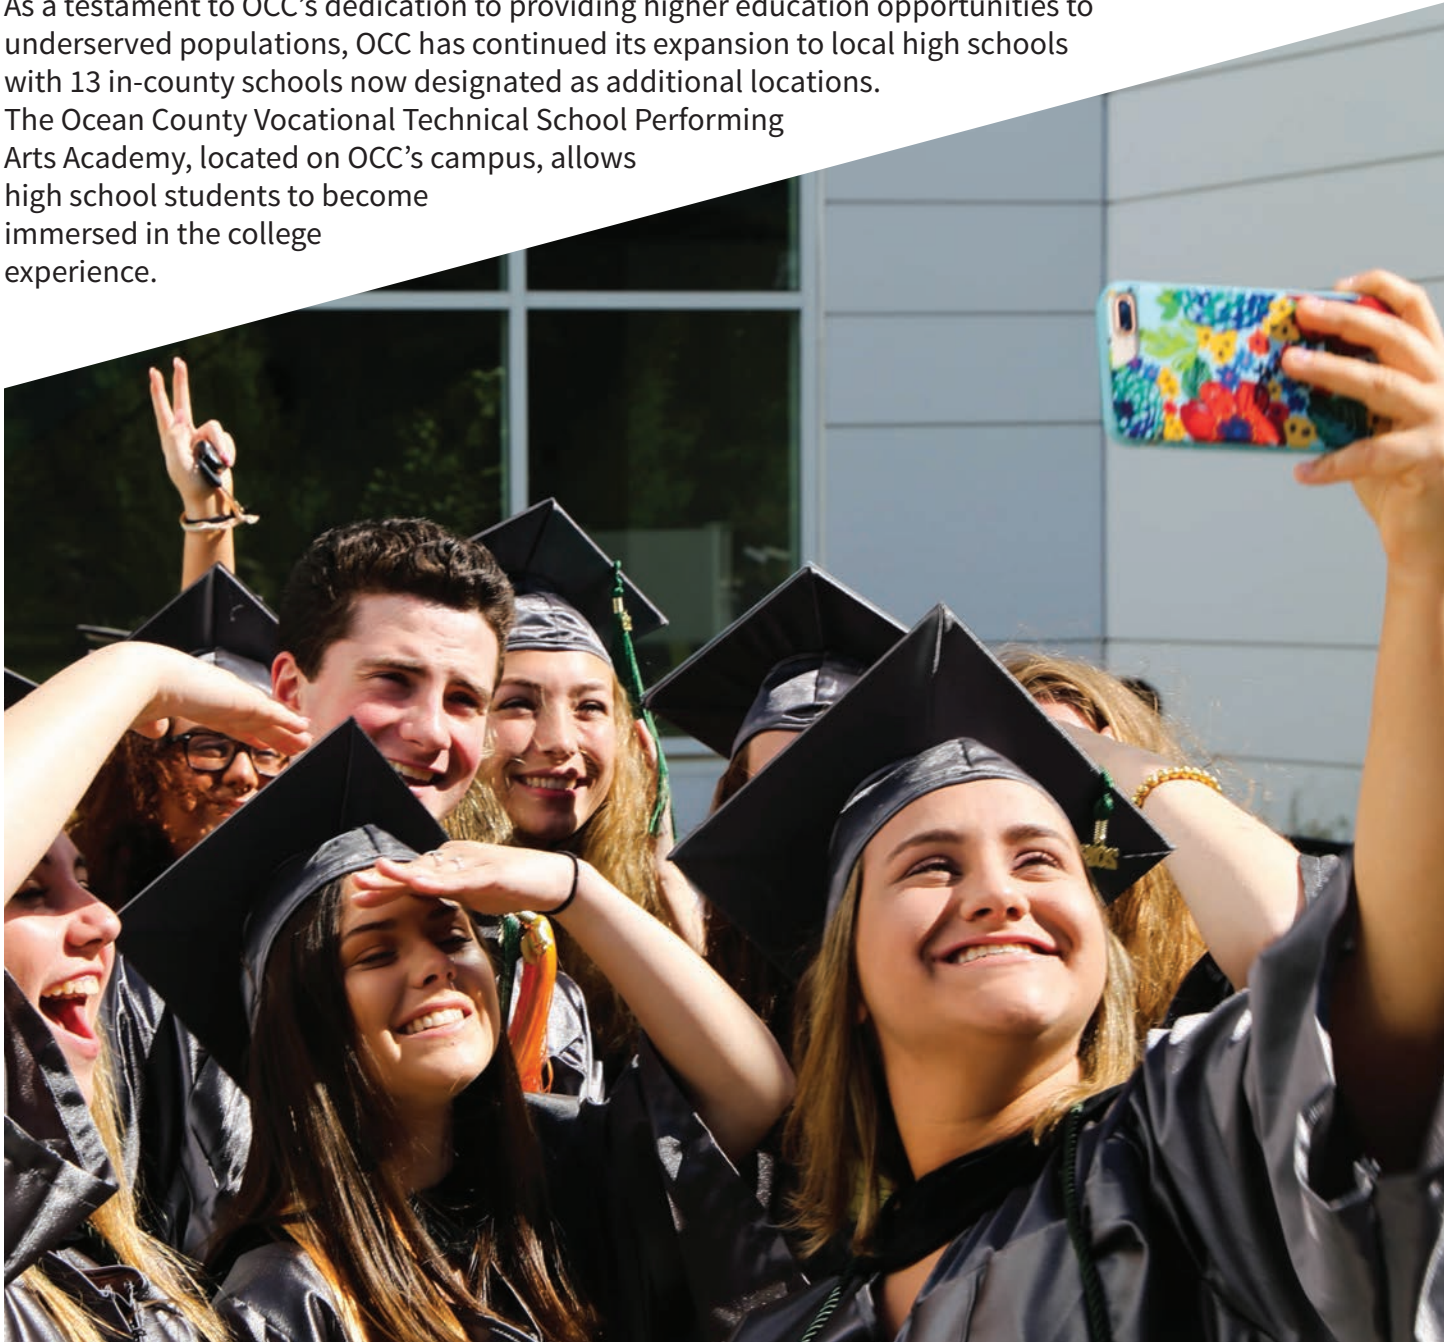 As a testament to OCC’s dedication to providing higher education opportunities to
underserved populations, OCC has continued its expansion to local high schools
with 13 in-county schools now designated as additional locations.
The Ocean County Vocational Technical School Performing
Arts Academy, located on OCC’s campus, allows
high school students to become
immersed in the college
experience.